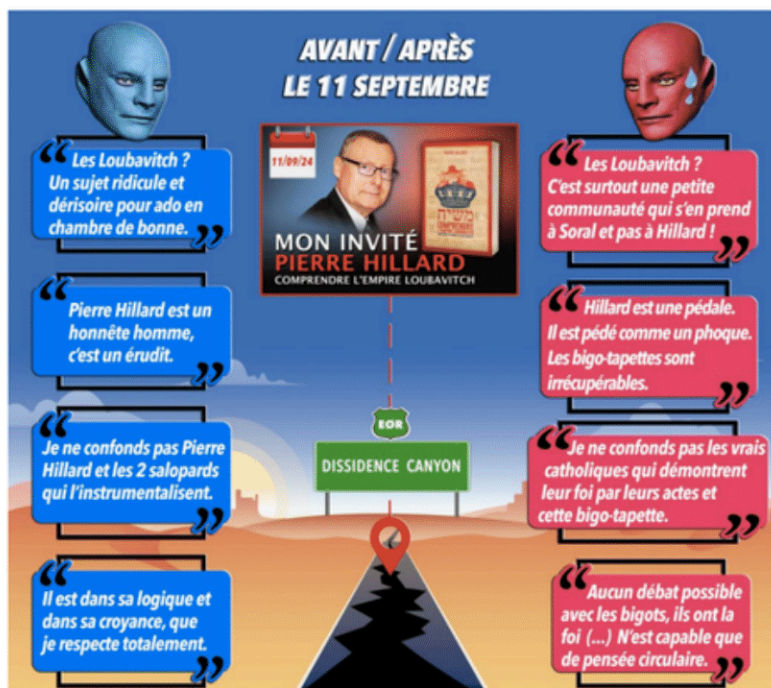 AVANT / APRÈS
LE 11 SEPTEMBRE
“ Les Loubavitch ?
Un sujet ridicule et
dérisoire pour ado en
chambre de bonne. ”
“ Pierre Hillard est un
honnête homme,
c'est un érudit. ”
“ Je ne confonds pas Pierre
Hillard et les 2 salopards
qui l'instrumentalisent. ”
“ Il est dans sa logique et
dans sa croyance, que
je respecte totalement. ”
11/09/24
משיח
COMPRENDRE
MON INVITÉ
PIERRE HILLARD
COMPRENDRE L'EMPIRE LOUBAVITCH
EGR
DISSIDENCE CANYON
“ Les Loubavitch ?
C'est surtout une petite
communauté qui s'en prend
à Soral et pas à Hillard ! ”
“ Hillard est une pédale.
Il est pédé comme un phoque.
Les bigo-tapettes sont
irrécupérables. ”
“ Je ne confonds pas les vrais
catholiques qui démontrent
leur foi par leurs actes et
cette bigo-tapette. ”
“ Aucun débat possible
avec les bigots, ils ont la
foi (...) N'est capable que
de pensée circulaire. ”